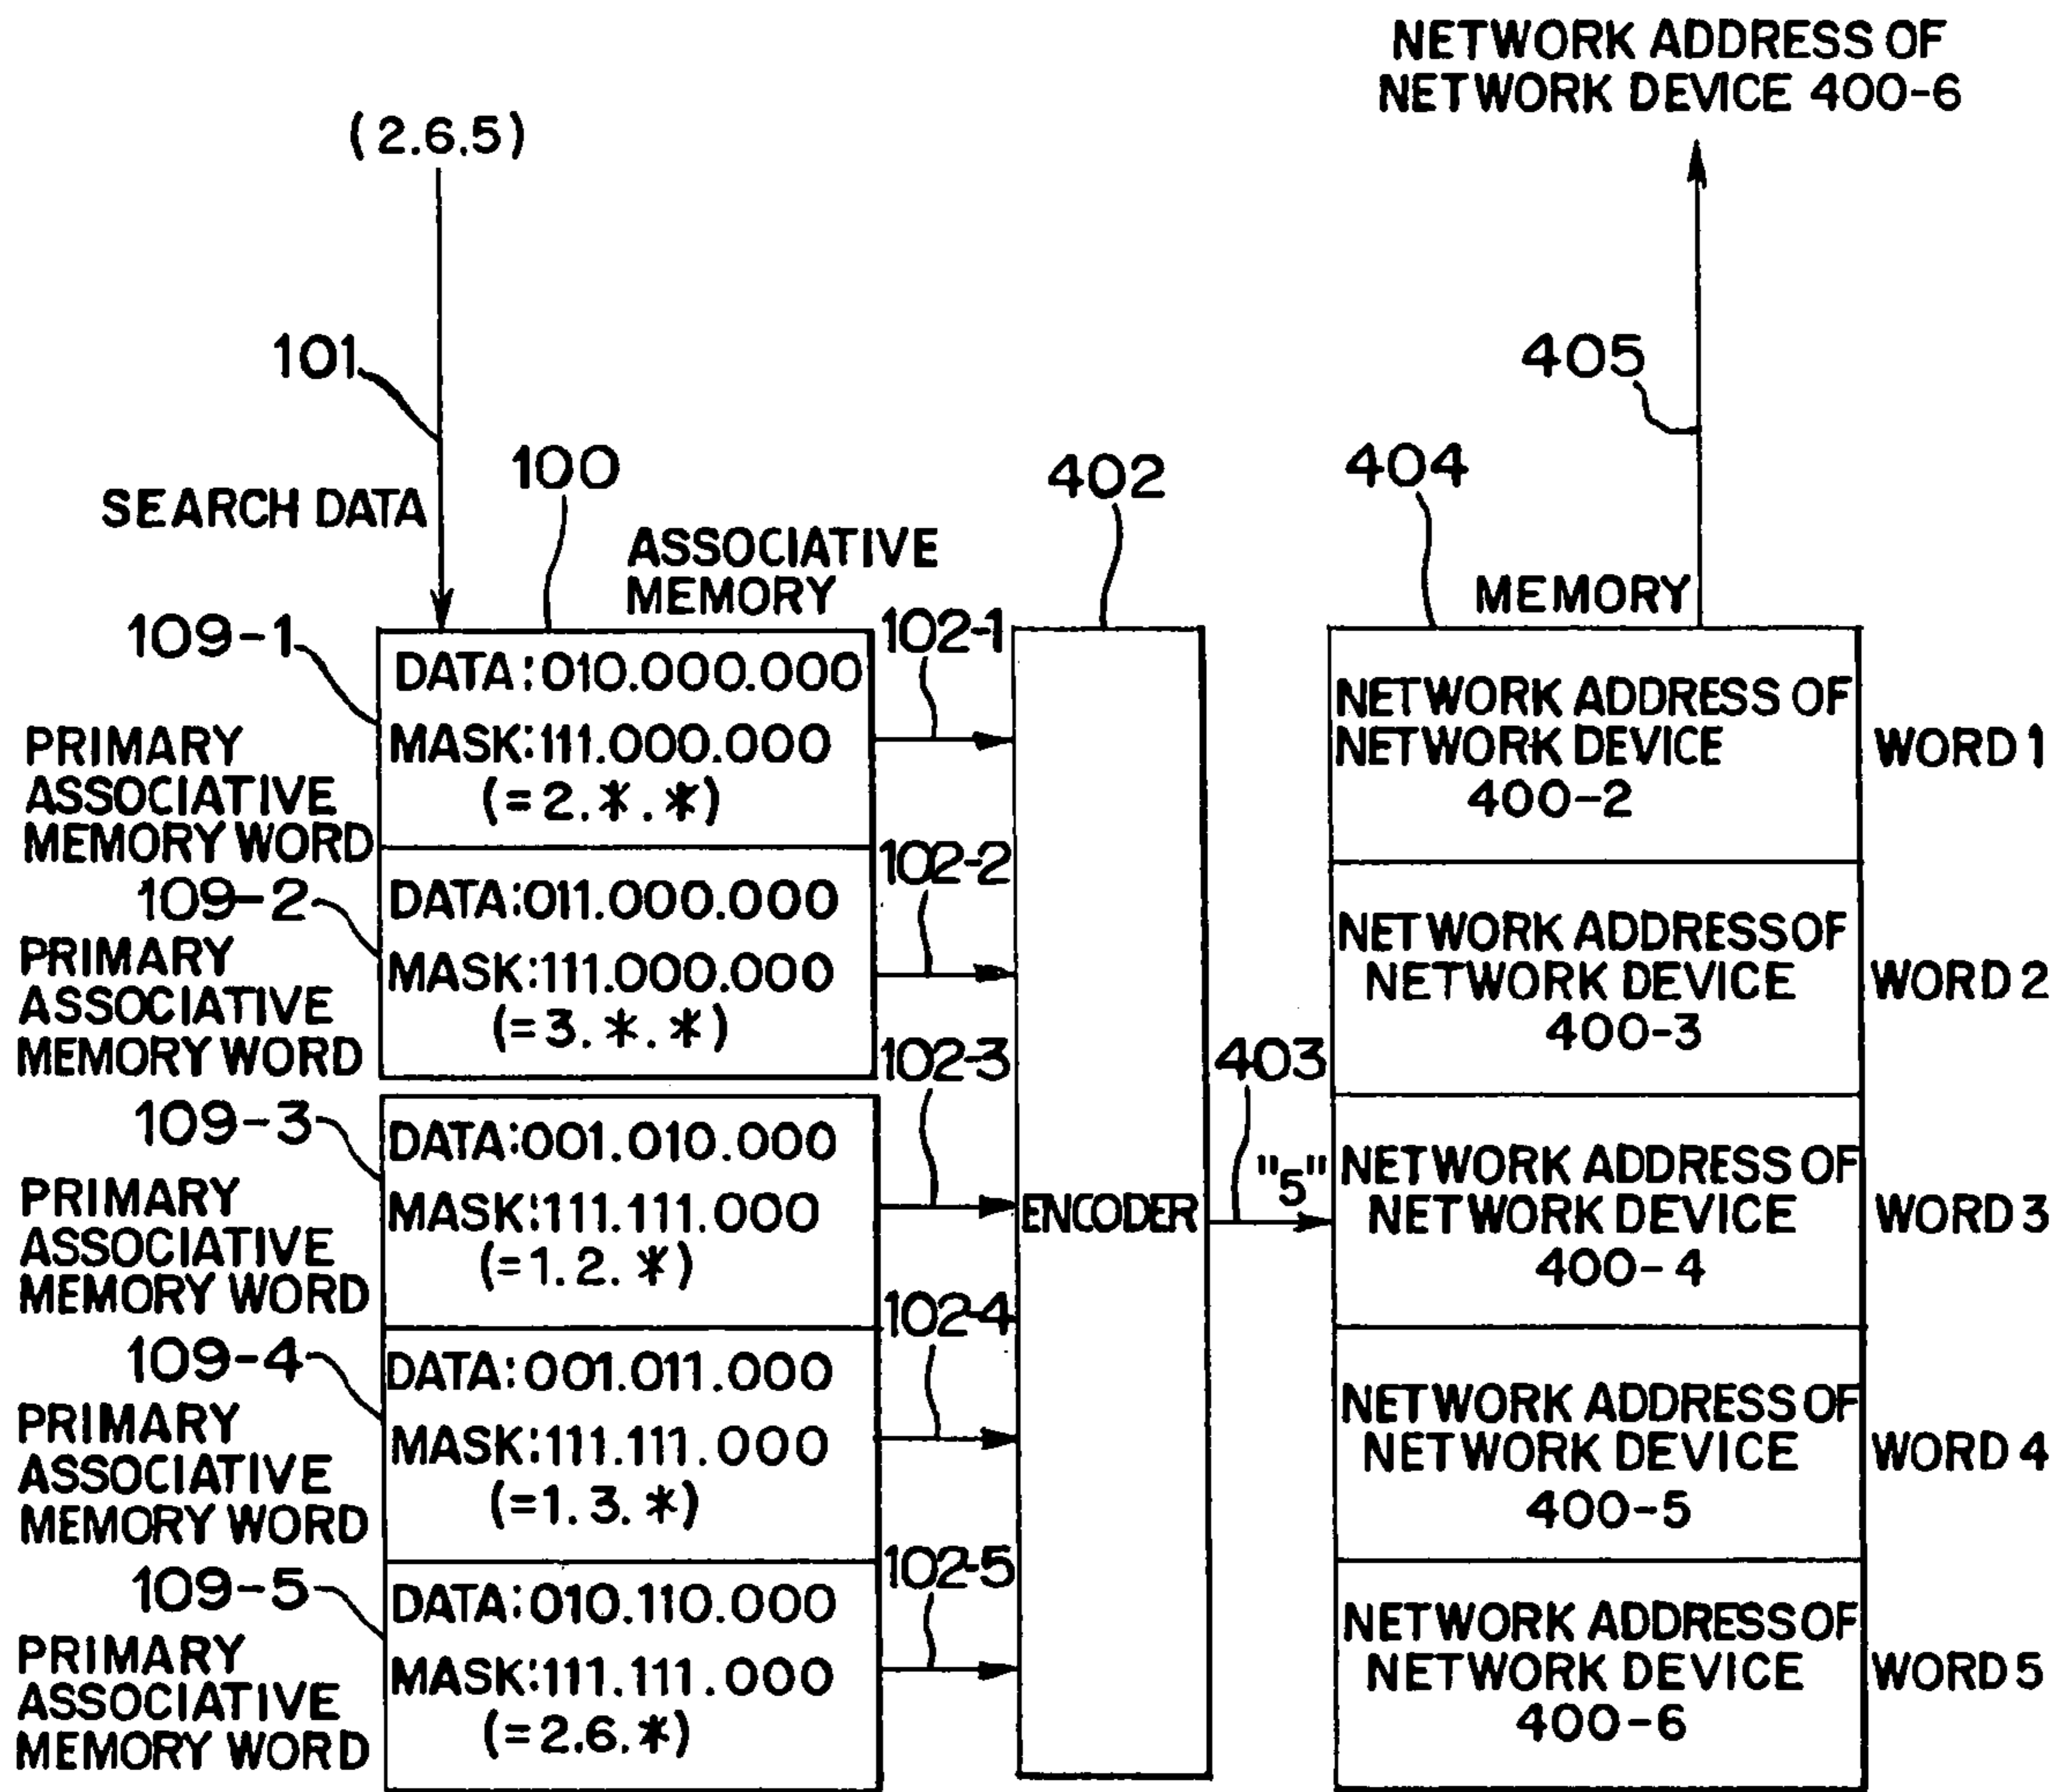 NETWORK ADDRESS OF
NETWORK DEVICE 400-6
(2.6.5)
101
405
SEARCH DATA
100
402
404
ASSOCIATIVE
MEMORY
MEMORY
109-1
PRIMARY
ASSOCIATIVE
MEMORY WORD
DATA:010.000.000
MASK:111.000.000
(=2.*.*)
102-1
NETWORK ADDRESS OF
NETWORK DEVICE
400-2
WORD 1
109-2
PRIMARY
ASSOCIATIVE
MEMORY WORD
DATA:011.000.000
MASK:111.000.000
(=3.*.*)
102-2
NETWORK ADDRESS OF
NETWORK DEVICE
400-3
WORD 2
109-3
PRIMARY
ASSOCIATIVE
MEMORY WORD
DATA:001.010.000
MASK:111.111.000
(=1.2.*)
102-3
ENCODER
403
"5"
NETWORK ADDRESS OF
NETWORK DEVICE
400-4
WORD 3
109-4
PRIMARY
ASSOCIATIVE
MEMORY WORD
DATA:001.011.000
MASK:111.111.000
(=1.3.*)
102-4
NETWORK ADDRESS OF
NETWORK DEVICE
400-5
WORD 4
109-5
PRIMARY
ASSOCIATIVE
MEMORY WORD
DATA:010.110.000
MASK:111.111.000
(=2.6.*)
102-5
NETWORK ADDRESS OF
NETWORK DEVICE
400-6
WORD 5